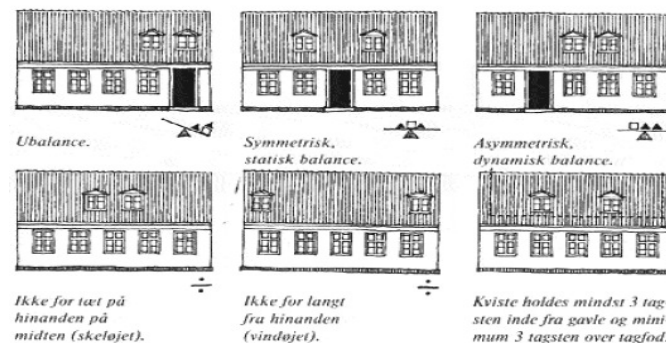 Ubalance.
Symmetrisk,
statisk balance.
Asymmetrisk,
dynamisk balance.
Ikke for tæt på
hinanden på
midten (skeløjet).
Ikke for langt
fra hinanden
(vindøjet).
Kviste holdes mindst 3 tag-
sten inde fra gavle og mini-
mum 3 tagsten over tagfod.